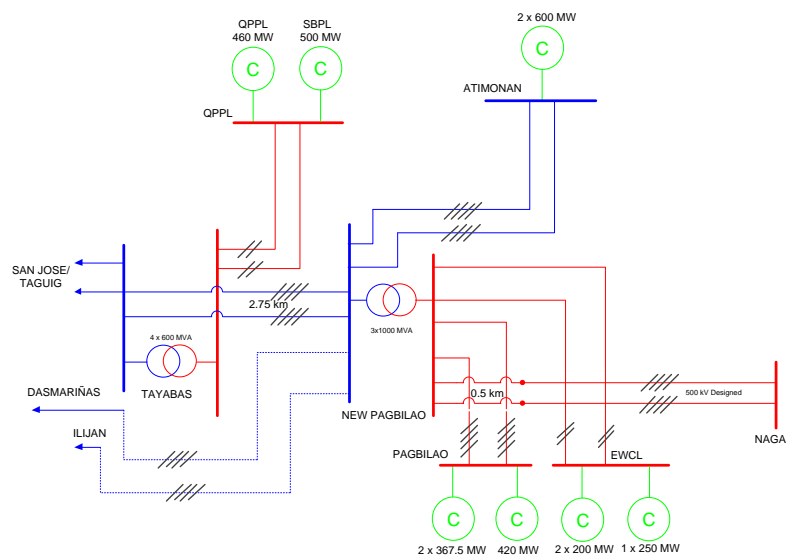 QPPL
460 MW
SBPL
500 MW
2 x 600 MW
C
C
C
ATIMONAN
QPPL
SAN JOSE/
TAGUIG
2.75 km
4 x 600 MVA
3x1000 MVA
TAYABAS
DASMARIÑAS
NEW PAGBILAO
0.5 km
500 kV Designed
ILIJAN
NAGA
PAGBILAO
EWCL
C
C
C
C
2 x 367.5 MW
420 MW
2 x 200 MW
1 x 250 MW